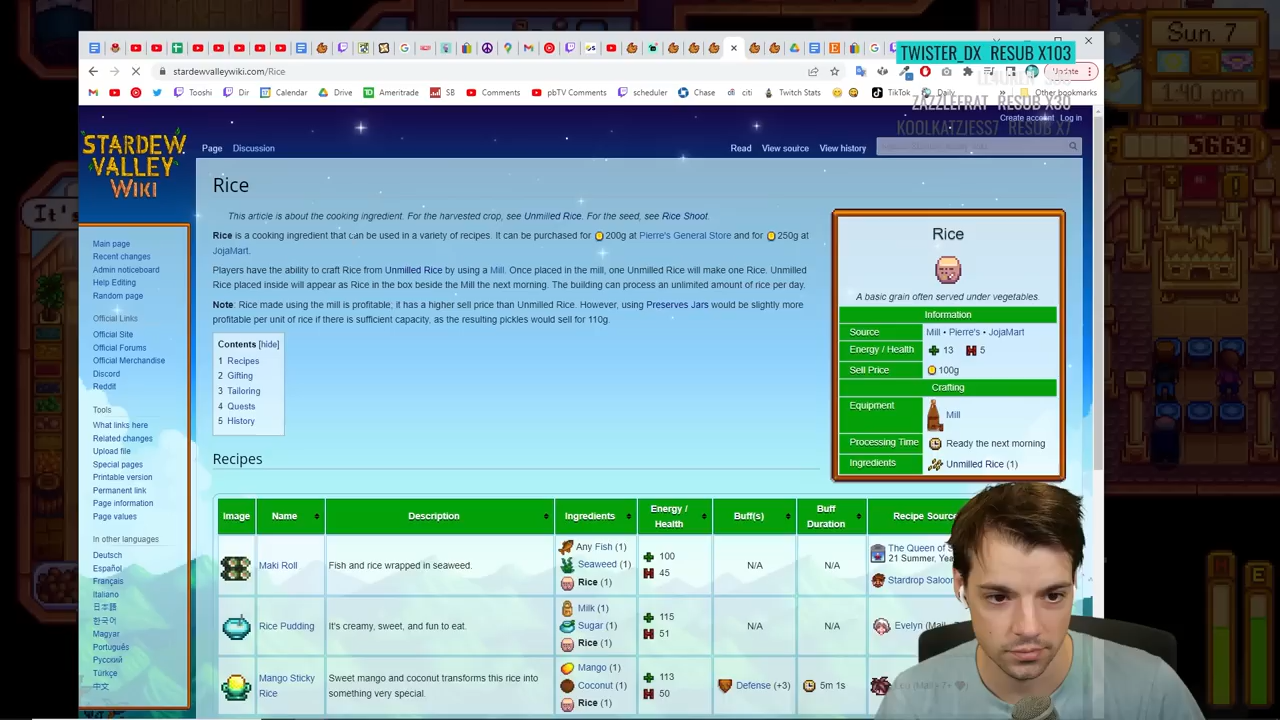 Sun. 7
1:40 pm
5669
It's
TWISTER_DX RESUB X103
ZAZZLEFRAT RESUB X30
KOOLKATZJESS7 RESUB X7
stardewvalleywiki.com/Rice
Update
Tooshi
Dir
Calendar
Drive
Ameritrade
SB
Comments
pbTV Comments
scheduler
Chase
citi
Twitch Stats
TikTok
Daily
Other bookmarks
Create account
Log in
STARDEW
VALLEY
WIKI
Page
Discussion
Read
View source
View history
Main page
Recent changes
Admin noticeboard
Help Editing
Random page
Official Links
Official Site
Official Forums
Official Merchandise
Discord
Reddit
Tools
What links here
Related changes
Upload file
Special pages
Printable version
Permanent link
Page information
Page values
In other languages
Deutsch
Español
Français
Italiano
日本語
한국어
Magyar
Português
Русский
Türkçe
中文
Rice
This article is about the cooking ingredient. For the harvested crop, see Unmilled Rice. For the seed, see Rice Shoot.
Rice is a cooking ingredient that can be used in a variety of recipes. It can be purchased for 200g at Pierre's General Store and for 250g at
JojaMart.
Players have the ability to craft Rice from Unmilled Rice by using a Mill. Once placed in the mill, one Unmilled Rice will make one Rice. Unmilled
Rice placed inside will appear as Rice in the box beside the Mill the next morning. The building can process an unlimited amount of rice per day.
Note: Rice made using the mill is profitable; it has a higher sell price than Unmilled Rice. However, using Preserves Jars would be slightly more
profitable per unit of rice if there is sufficient capacity, as the resulting pickles would sell for 110g.
Contents [hide]
1 Recipes
2 Gifting
3 Tailoring
4 Quests
5 History
Rice
A basic grain often served under vegetables.
Information
Source Mill • Pierre's • JojaMart
Energy / Health 13 5
Sell Price 100g
Crafting
Equipment Mill
Processing Time Ready the next morning
Ingredients Unmilled Rice (1)
Recipes
Image Name Description Ingredients Energy / Health Buff(s) Buff Duration Recipe Source
Maki Roll
Fish and rice wrapped in seaweed.
Any Fish (1)
Seaweed (1)
Rice (1)
100
45
N/A
N/A
The Queen of
21 Summer,
Stardrop Saloon
Rice Pudding
It's creamy, sweet, and fun to eat.
Milk (1)
Sugar (1)
Rice (1)
115
51
N/A
N/A
Evelyn (Mail
Mango Sticky Rice
Sweet mango and coconut transforms this rice into
something very special.
Mango (1)
Coconut (1)
Rice (1)
113
50
Defense (+3)
5m 1s
(Mail - 7+
H
E